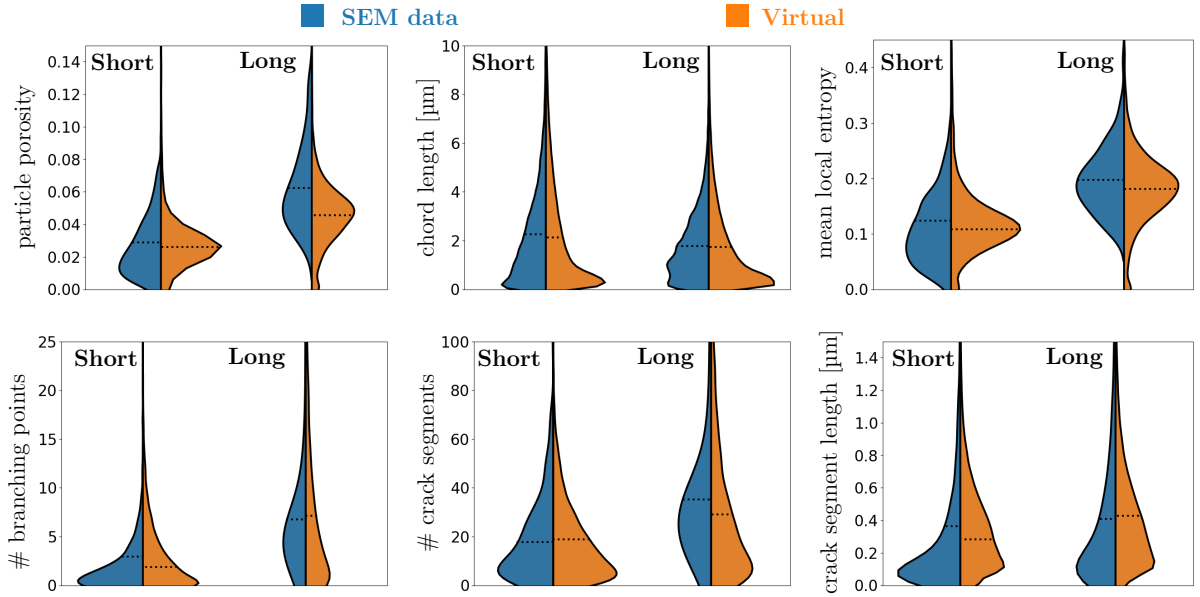 SEM data
Virtual
particle porosity
0.14
0.12
0.10
0.08
0.06
0.04
0.02
0.00
Short
Long
chord length [µm]
10
8
6
4
2
0
Short
Long
mean local entropy
0.4
0.3
0.2
0.1
0.0
Short
Long
# branching points
25
20
15
10
5
0
Short
Long
# crack segments
100
80
60
40
20
0
Short
Long
crack segment length [µm]
1.4
1.2
1.0
0.8
0.6
0.4
0.2
0.0
Short
Long